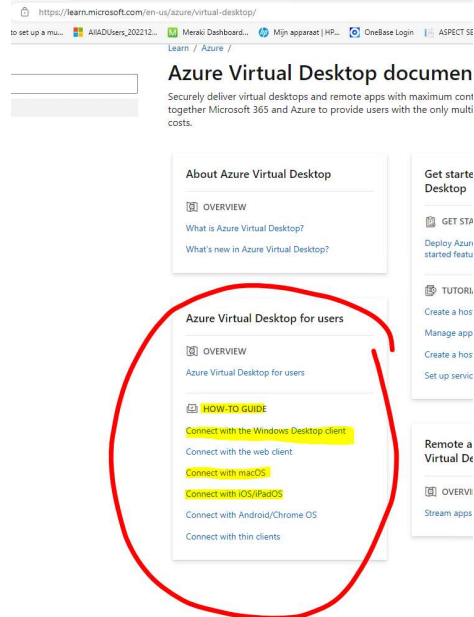 https://learn.microsoft.com/en-us/azure/virtual-desktop/
to set up a mu... AllADUsers_202212... Meraki Dashboard... Mijn apparaat | HP... OneBase Login ASPECT SE
Learn / Azure /
Azure Virtual Desktop documen
Securely deliver virtual desktops and remote apps with maximum cont
together Microsoft 365 and Azure to provide users with the only multi
costs.
About Azure Virtual Desktop
OVERVIEW
What is Azure Virtual Desktop?
What's new in Azure Virtual Desktop?
Azure Virtual Desktop for users
OVERVIEW
Azure Virtual Desktop for users
HOW-TO GUIDE
Connect with the Windows Desktop client
Connect with the web client
Connect with macOS
Connect with iOS/iPadOS
Connect with Android/Chrome OS
Connect with thin clients
Get starte
Desktop
GET STA
Deploy Azure
started featu
TUTORIA
Create a hos
Manage app
Create a hos
Set up servic
Remote a
Virtual De
OVERVI
Stream apps